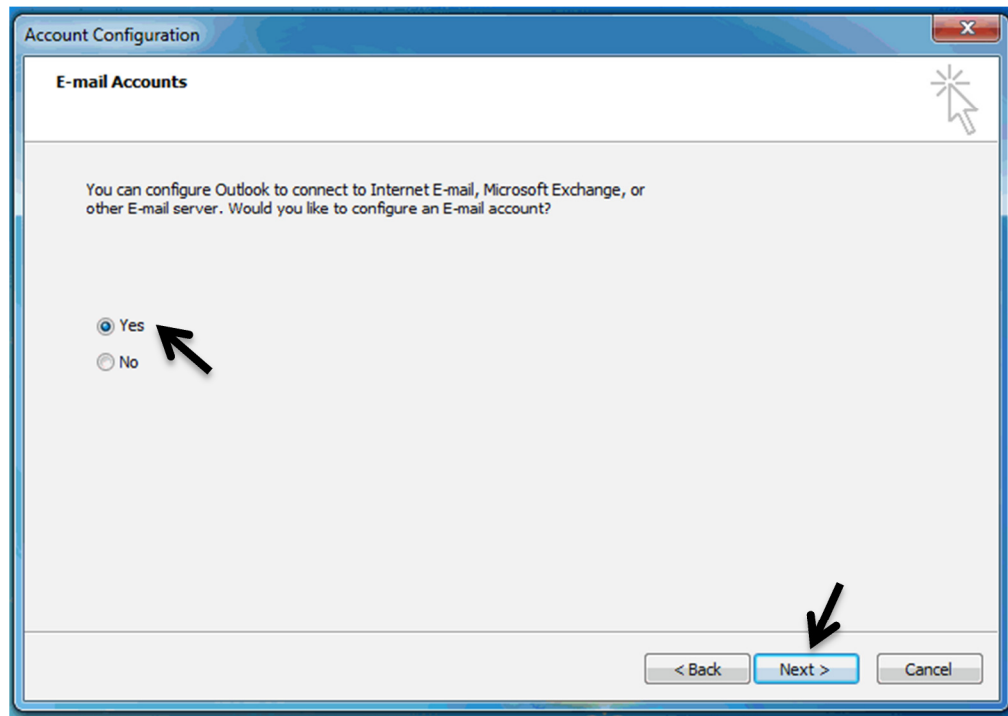 Account Configuration
E-mail Accounts
You can configure Outlook to connect to Internet E-mail, Microsoft Exchange, or
other E-mail server. Would you like to configure an E-mail account?
Yes
No
< Back Next > Cancel